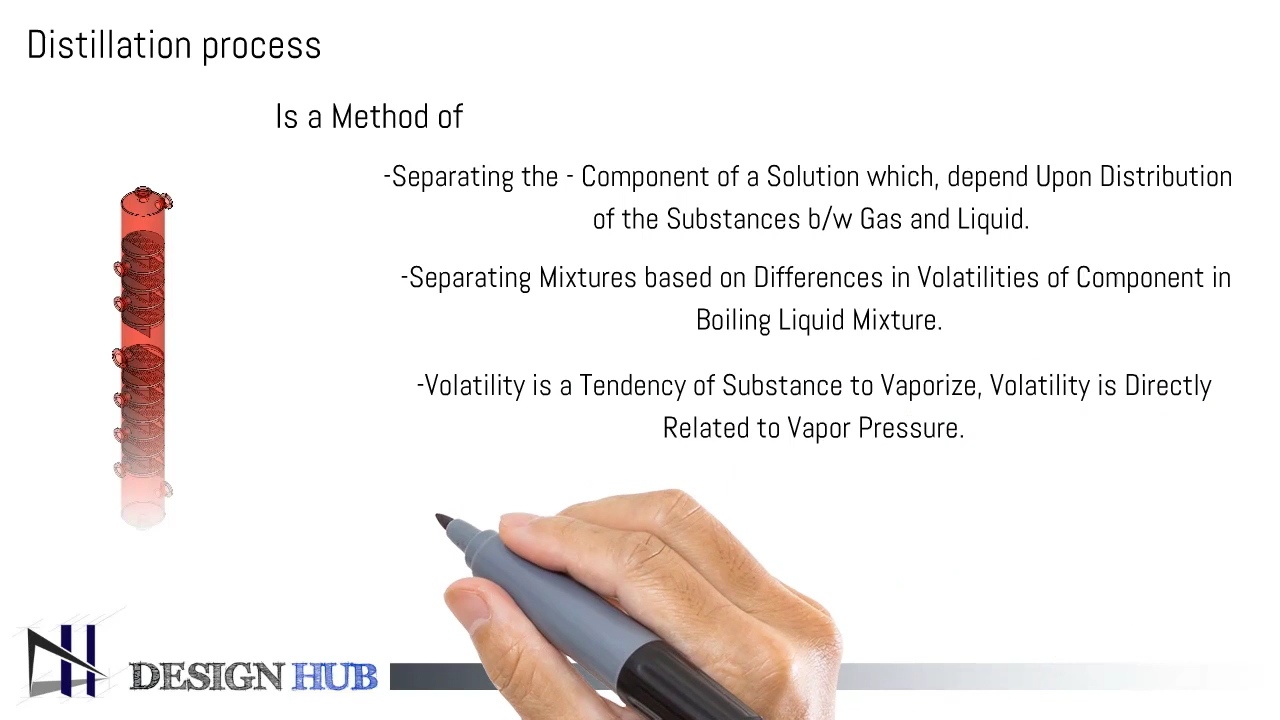 Distillation process
Is a Method of
-Separating the - Component of a Solution which, depend Upon Distribution
of the Substances b/w Gas and Liquid.
-Separating Mixtures based on Differences in Volatilities of Component in
Boiling Liquid Mixture.
-Volatility is a Tendency of Substance to Vaporize, Volatility is Directly
Related to Vapor Pressure.
DESIGN HUB